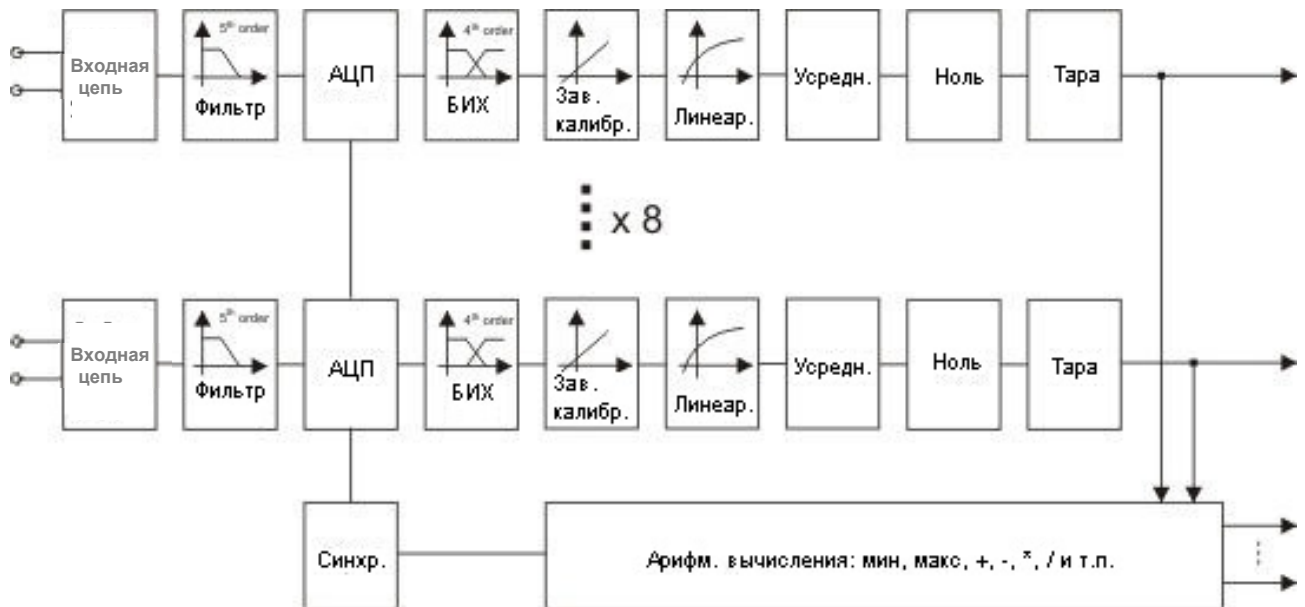 Входная
цепь
5th order
Фильтр
АЦП
4th order
БИХ
Зав.
калибр.
Линеар.
Усредн.
Ноль
Тара
x 8
Входная
цепь
5th order
Фильтр
АЦП
4th order
БИХ
Зав.
калибр.
Линеар.
Усредн.
Ноль
Тара
Синхр.
Арифм. вычисления: мин, макс, +, -, *, / и т.п.